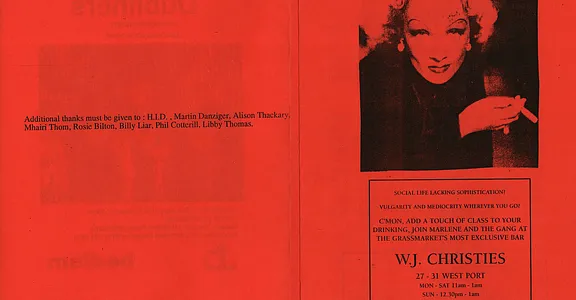 Additional thanks must be given to : H.I.D. , Martin Danziger, Alison Thackary,
Mhairi Thom, Rosie Bilton, Billy Liar, Phil Cotterill, Libby Thomas.
SOCIAL LIFE LACKING SOPHISTICATION?
VULGARITY AND MEDIOCRITY WHEREVER YOU GO?
C'MON, ADD A TOUCH OF CLASS TO YOUR
DRINKING, JOIN MARLENE AND THE GANG AT
THE GRASSMARKET'S MOST EXCLUSIVE BAR
W.J. CHRISTIES
27 - 31 WEST PORT
MON - SAT 11am - 1am
SUN - 12.30pm - 1am